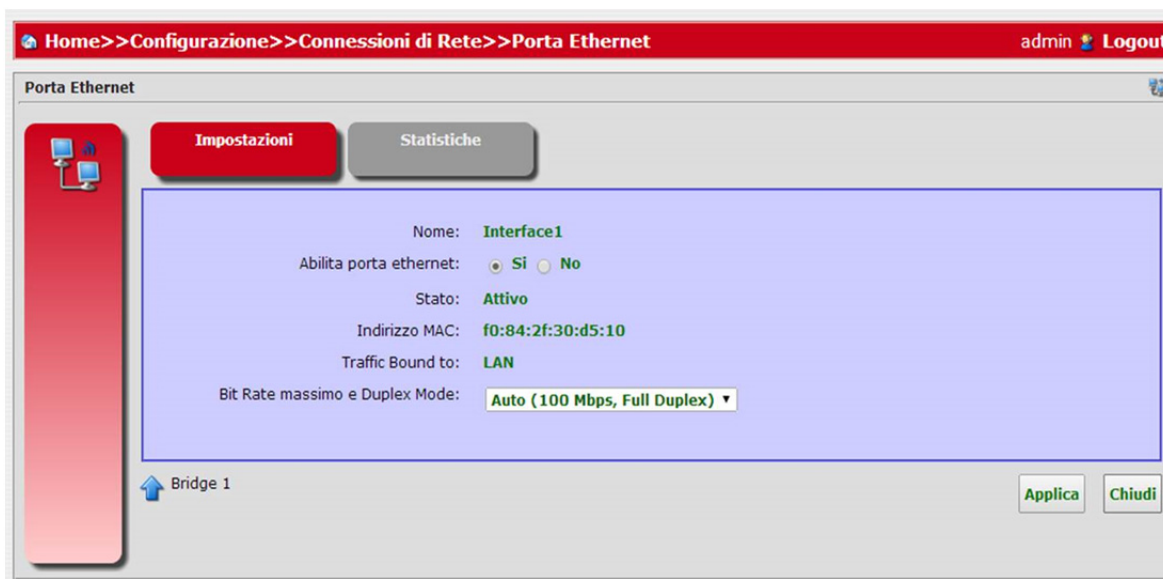 Home>>Configurazione>>Connessioni di Rete>>Porta Ethernet admin Logout
Porta Ethernet
Impostazioni Statistiche
Nome: Interface1
Abilita porta ethernet: Si No
Stato: Attivo
Indirizzo MAC: f0:84:2f:30:d5:10
Traffic Bound to: LAN
Bit Rate massimo e Duplex Mode: Auto (100 Mbps, Full Duplex)
Bridge 1
Applica Chiudi